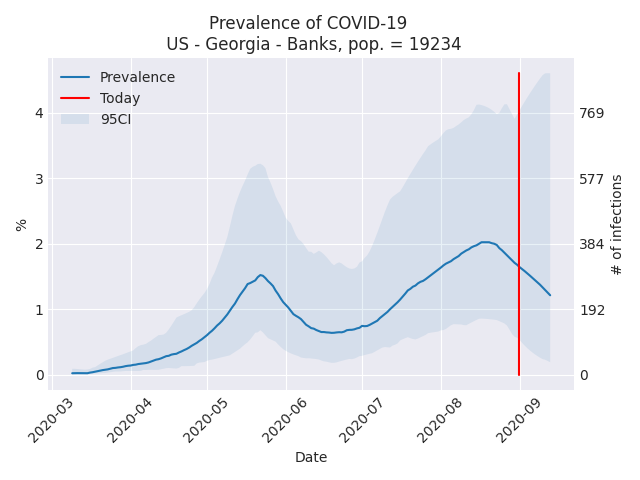 Prevalence of COVID-19
US - Georgia - Banks, pop. = 19234
Prevalence
Today
95CI
%
4
3
2
1
0
769
577
384
192
0
# of infections
2020-03
2020-04
2020-05
2020-06
2020-07
2020-08
2020-09
Date